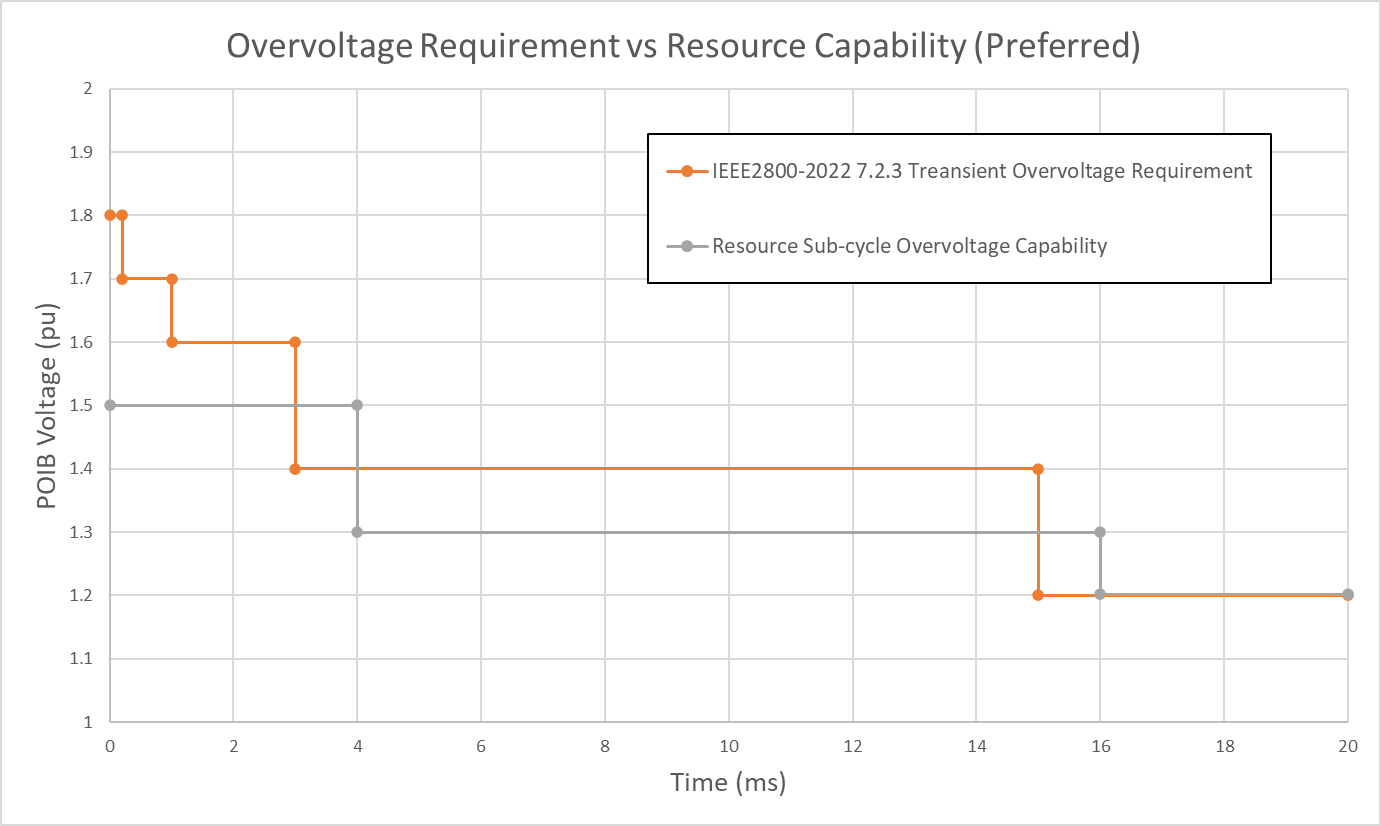 Overvoltage Requirement vs Resource Capability (Preferred)
2
1.9
1.8
1.7
1.6
1.5
1.4
1.3
1.2
1.1
1
POIB Voltage (pu)
IEEE2800-2022 7.2.3 Treansient Overvoltage Requirement
Resource Sub-cycle Overvoltage Capability
0 2 4 6 8 10 12 14 16 18 20
Time (ms)